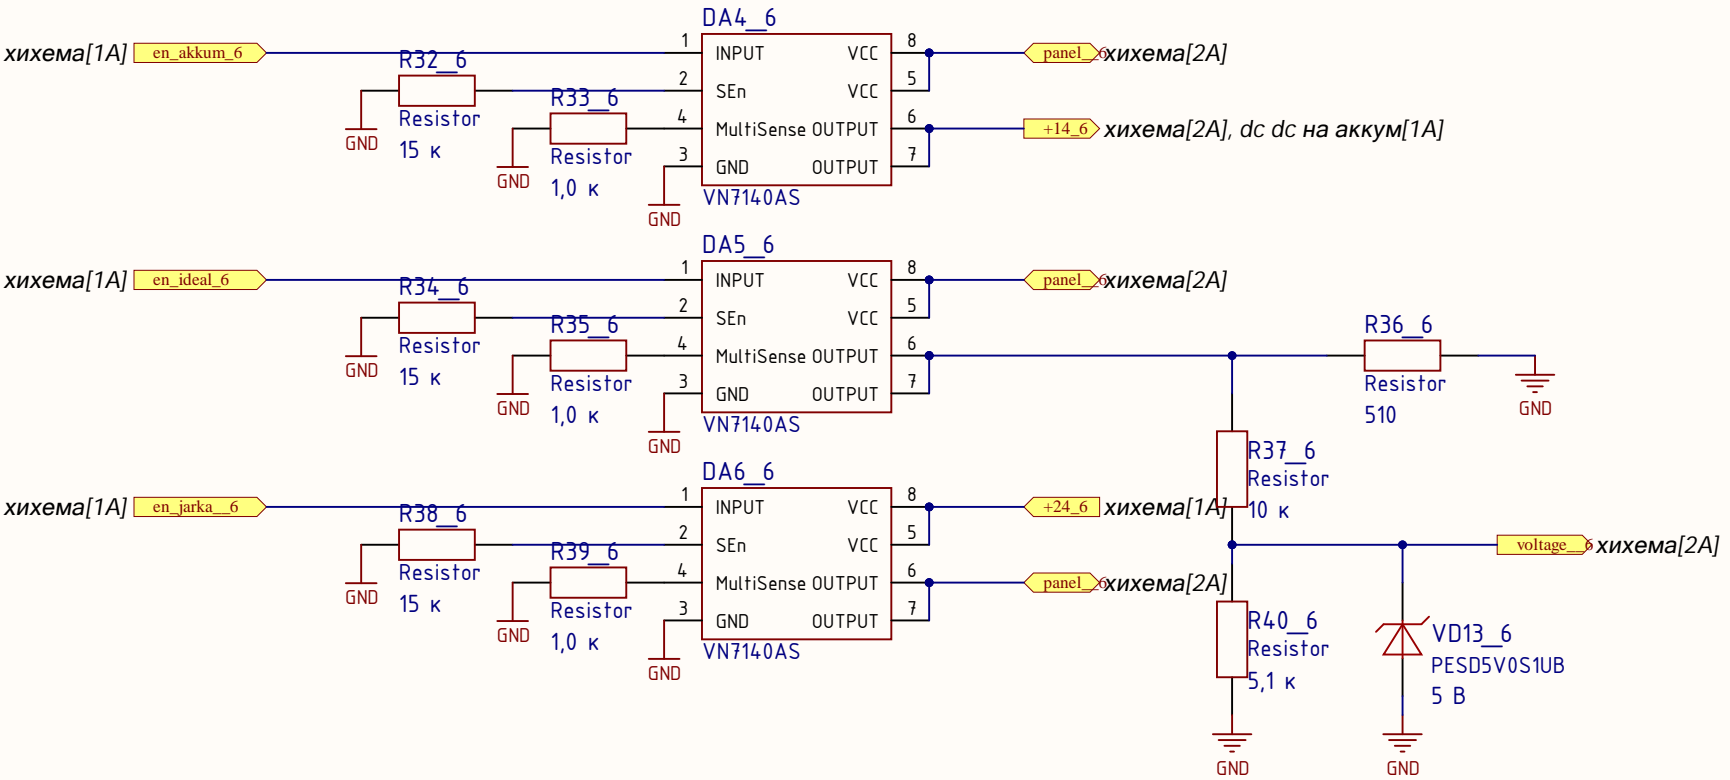 DA4_6
хихема[1A] en_akkum_6 1 INPUT VCC 8 panel__6 хихема[2A]
R32_6 2 SEn VCC 5
Resistor
15 к
GND
R33_6 4 MultiSense OUTPUT 6 +14_6 хихема[2A], dc dc на аккум[1A]
Resistor
1,0 к
GND
3 GND OUTPUT 7
GND
VN7140AS
DA5_6
хихема[1A] en_ideal_6 1 INPUT VCC 8 panel__6 хихема[2A]
R34_6 2 SEn VCC 5
Resistor
15 к
GND
R35_6 4 MultiSense OUTPUT 6
Resistor
1,0 к
GND
3 GND OUTPUT 7
GND
VN7140AS
R36_6
Resistor
510
GND
R37_6
Resistor
10 к
DA6_6
хихема[1A] en_jarka__6 1 INPUT VCC 8 +24_6 хихема[1A]
R38_6 2 SEn VCC 5
Resistor
15 к
GND
R39_6 4 MultiSense OUTPUT 6 panel__6 хихема[2A]
Resistor
1,0 к
GND
3 GND OUTPUT 7
GND
VN7140AS
voltage__6 хихема[2A]
R40_6
Resistor
5,1 к
GND
VD13_6
PESD5V0S1UB
5 В
GND